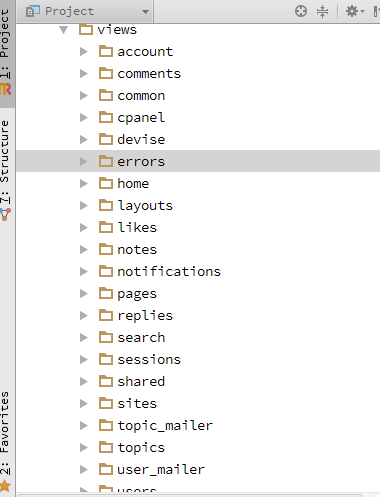 Project
views
account
comments
common
cpanel
devise
errors
home
layouts
likes
notes
notifications
pages
replies
search
sessions
shared
sites
topic_mailer
topics
user_mailer
users
1: Project
7: Structure
2: Favorites